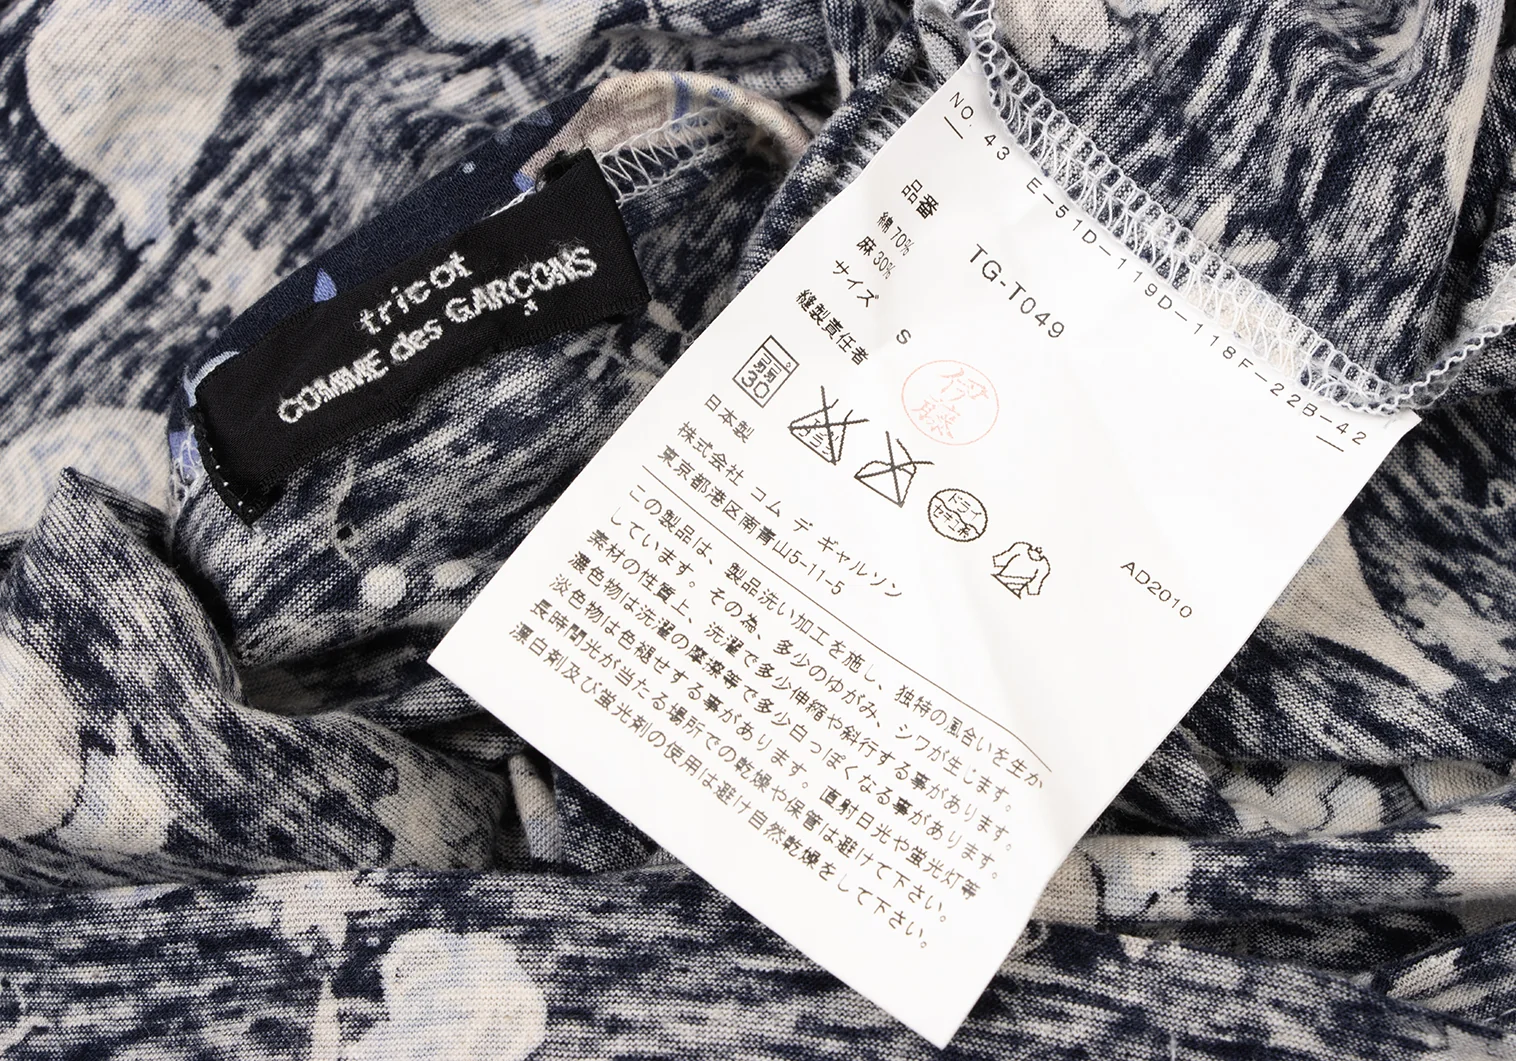 tricot
COMME des GARCONS
NO. 43 E-51D-119D-118F-22B-42
品番 TG-T049
綿 70%
麻 30%
サイズ S
縫製責任者
30
ドライ
セキユ系
日本製
株式会社 コム デ ギャルソン
東京都港区南青山5-11-5
AD2010
この製品は、製品洗い加工を施し、独特の風合いを生か
しています。その為、多少のゆがみ、シワが生じます。
素材の性質上、洗濯で多少伸縮や斜行する事があります。
濃色物は洗濯の摩擦等で多少白っぽくなる事があります。
淡色物は色褪せする事があります。直射日光や蛍光灯等
長時間光が当たる場所での乾燥や保管は避けて下さい。
漂白剤及び蛍光剤の使用は避け自然乾燥をして下さい。